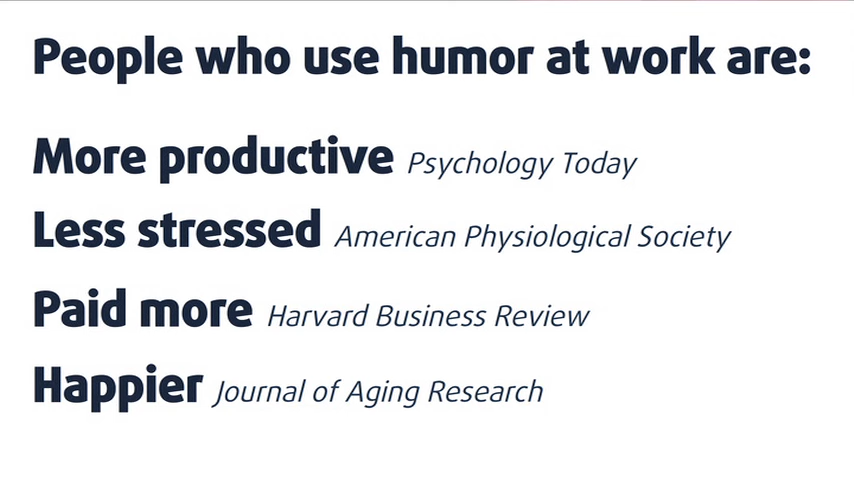 People who use humor at work are:
More productive Psychology Today
Less stressed American Physiological Society
Paid more Harvard Business Review
Happier Journal of Aging Research